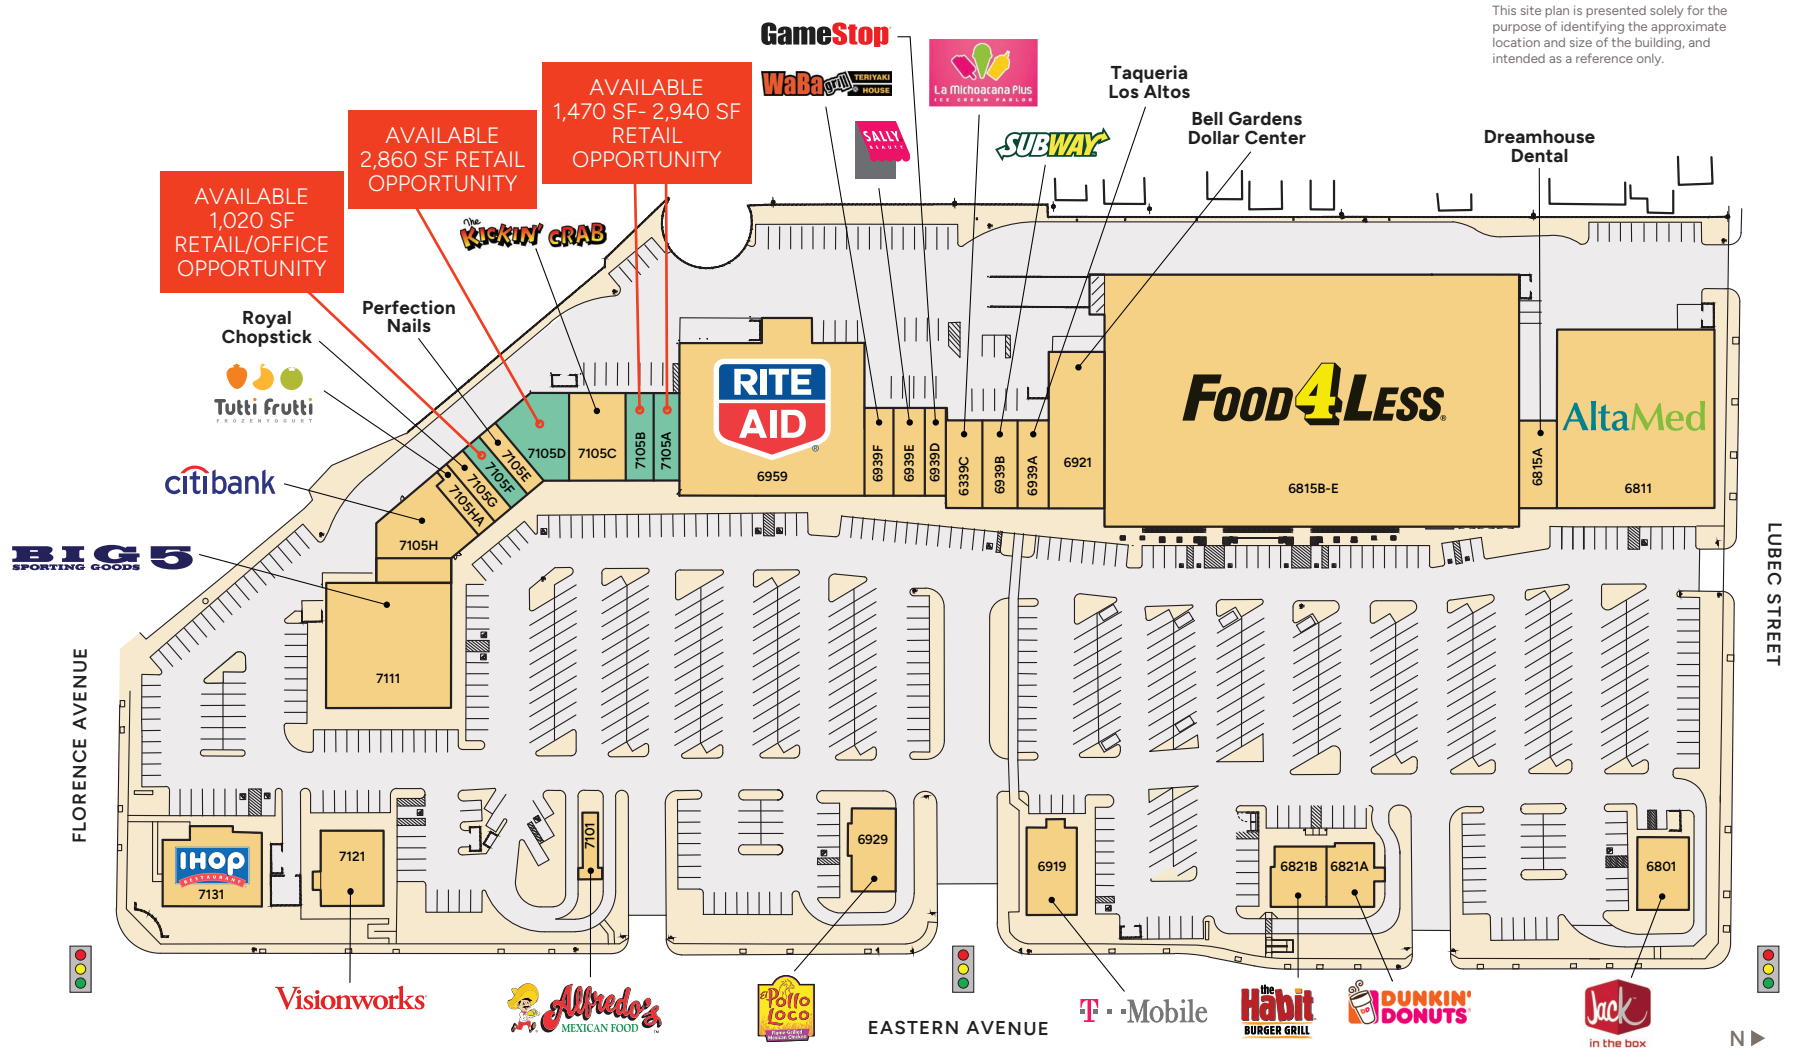 This site plan is presented solely for the
purpose of identifying the approximate
location and size of the building, and
intended as a reference only.
GameStop
WaBa grill TERIYAKI
HOUSE
SALLY
BEAUTY
La Michoacana Plus
ICE CREAM PARLOR
SUBWAY
Taqueria
Los Altos
Bell Gardens
Dollar Center
Dreamhouse
Dental
AVAILABLE
1,470 SF- 2,940 SF
RETAIL
OPPORTUNITY
AVAILABLE
2,860 SF RETAIL
OPPORTUNITY
AVAILABLE
1,020 SF
RETAIL/OFFICE
OPPORTUNITY
The
KICKIN' CRAB
Perfection
Nails
Royal
Chopstick
Tutti Frutti
FROZENYOGURT
citibank
BIG 5
SPORTING GOODS
RITE
AID
®
6959
FOOD 4 LESS®
6815B-E
AltaMed
6811
6815A
6921
6939A
6939B
6339C
6939D
6939E
6939F
7105A
7105B
7105C
7105D
7105E
7105F
7105G
7105HA
7105H
7111
FLORENCE AVENUE
LUBEC STREET
IHOP
RESTAURANT
7131
7121
7101
6929
6919
6821B
6821A
6801
Visionworks
Alfredo's
MEXICAN FOOD
El Pollo
Loco
Flame-Grilled
Mexican Chicken
EASTERN AVENUE
T··Mobile
the
Habit
BURGER GRILL
DUNKIN'
DONUTS
DD
Jack
in the box
N